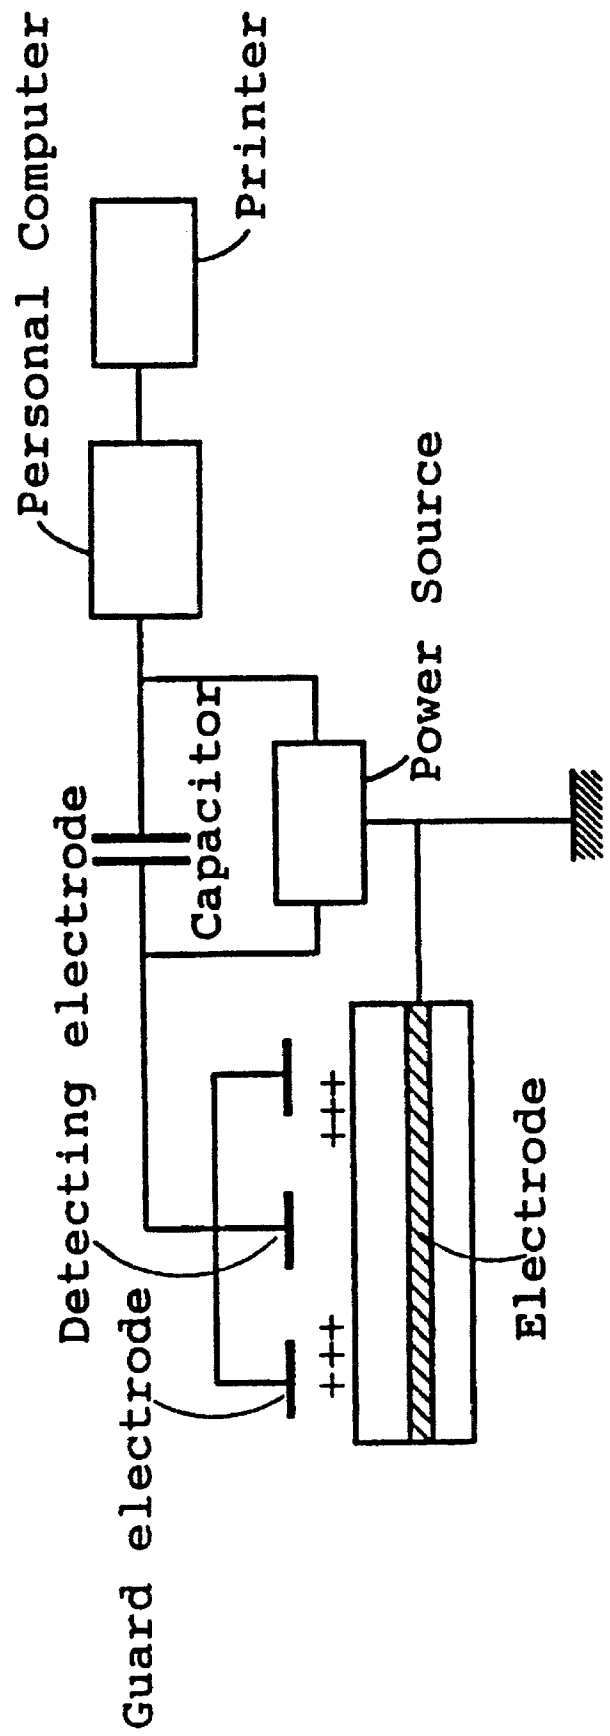 Personal Computer
Printer
Detecting electrode
Capacitor
Power Source
Guard electrode
+++
+++
Electrode